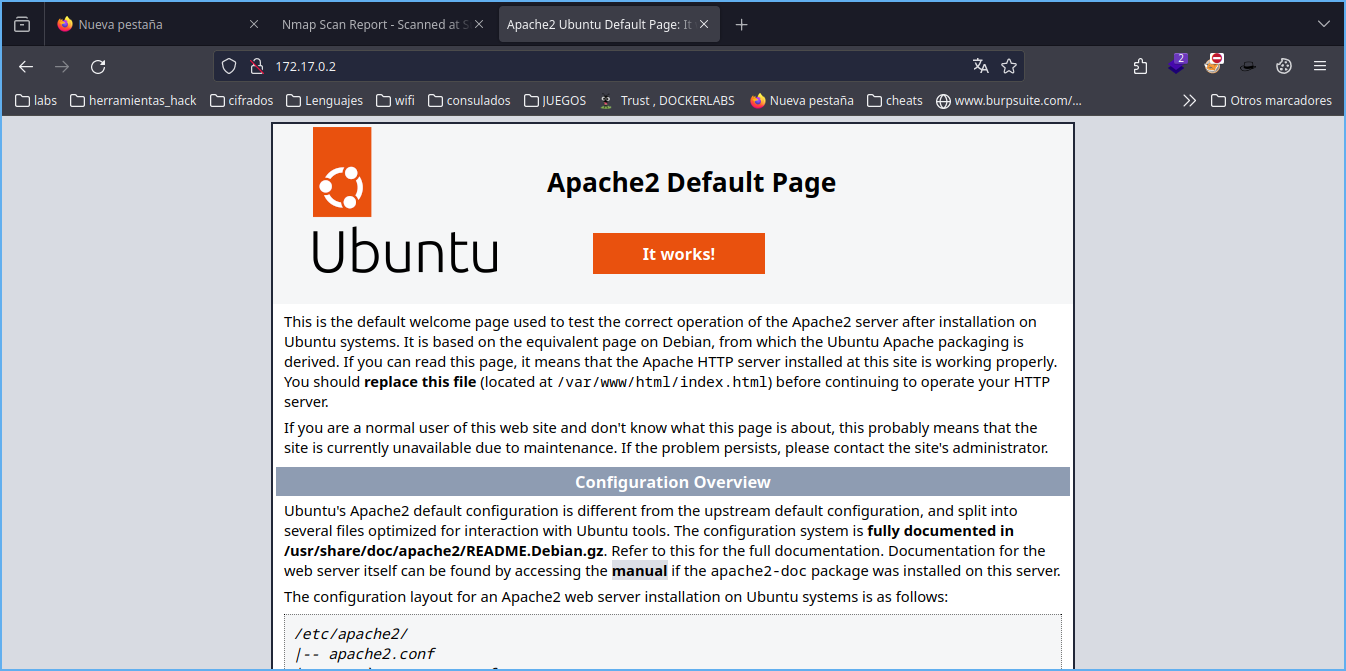 Nueva pestaña
Nmap Scan Report - Scanned at S
Apache2 Ubuntu Default Page: It
172.17.0.2
2
labs
herramientas_hack
cifrados
Lenguajes
wifi
consulados
JUEGOS
Trust , DOCKERLABS
Nueva pestaña
cheats
www.burpsuite.com/...
Otros marcadores
Ubuntu
Apache2 Default Page
It works!
This is the default welcome page used to test the correct operation of the Apache2 server after installation on
Ubuntu systems. It is based on the equivalent page on Debian, from which the Ubuntu Apache packaging is
derived. If you can read this page, it means that the Apache HTTP server installed at this site is working properly.
You should replace this file (located at /var/www/html/index.html) before continuing to operate your HTTP
server.
If you are a normal user of this web site and don't know what this page is about, this probably means that the
site is currently unavailable due to maintenance. If the problem persists, please contact the site's administrator.
Configuration Overview
Ubuntu's Apache2 default configuration is different from the upstream default configuration, and split into
several files optimized for interaction with Ubuntu tools. The configuration system is fully documented in
/usr/share/doc/apache2/README.Debian.gz. Refer to this for the full documentation. Documentation for the
web server itself can be found by accessing the manual if the apache2-doc package was installed on this server.
The configuration layout for an Apache2 web server installation on Ubuntu systems is as follows:
/etc/apache2/
|-- apache2.conf